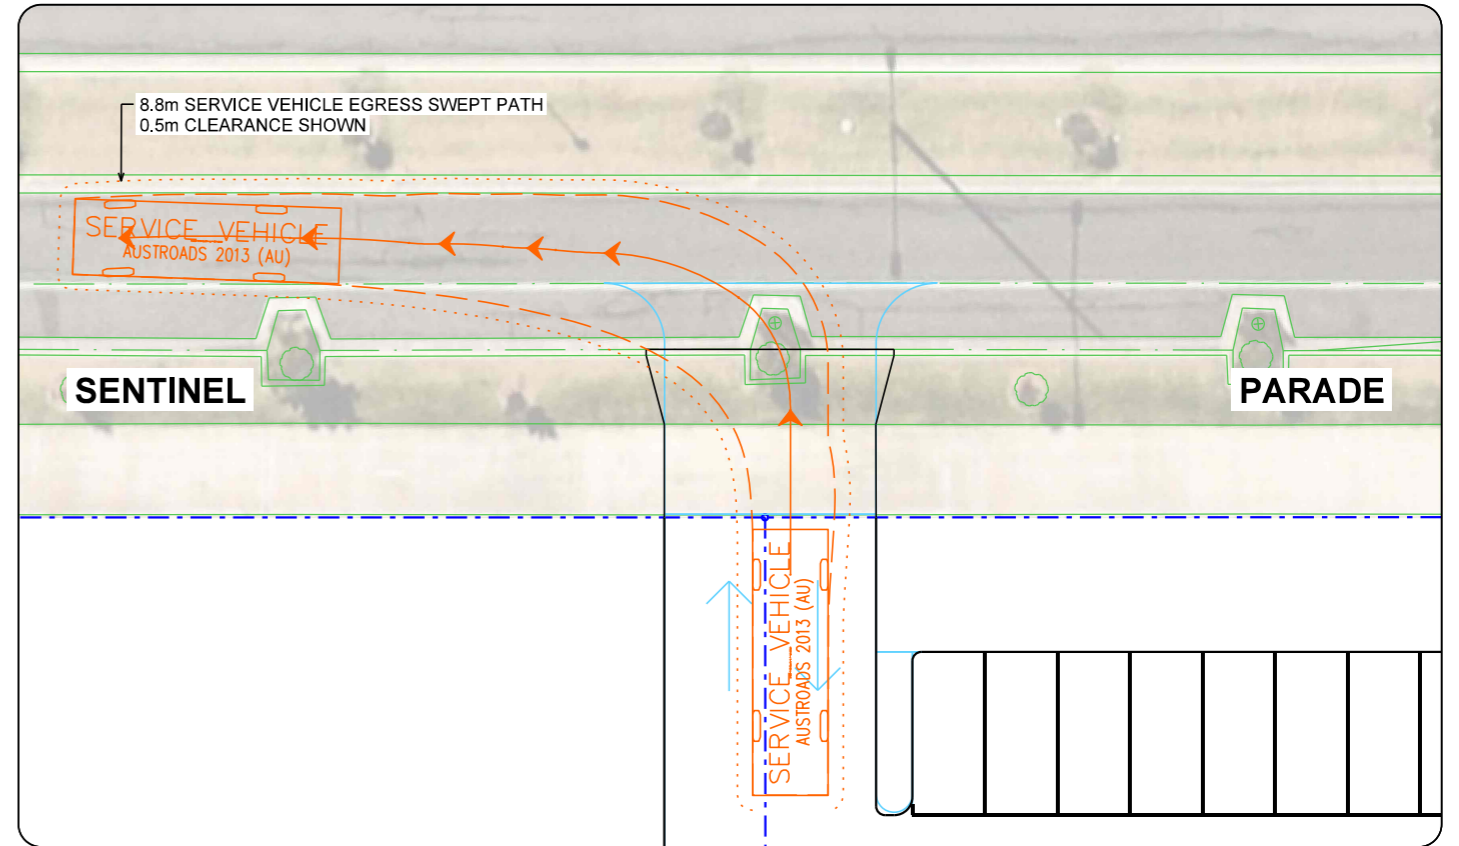 8.8m SERVICE VEHICLE EGRESS SWEPT PATH
0.5m CLEARANCE SHOWN
SERVICE VEHICLE
AUSTROADS 2013 (AU)
SENTINEL
PARADE
SERVICE VEHICLE
AUSTROADS 2013 (AU)